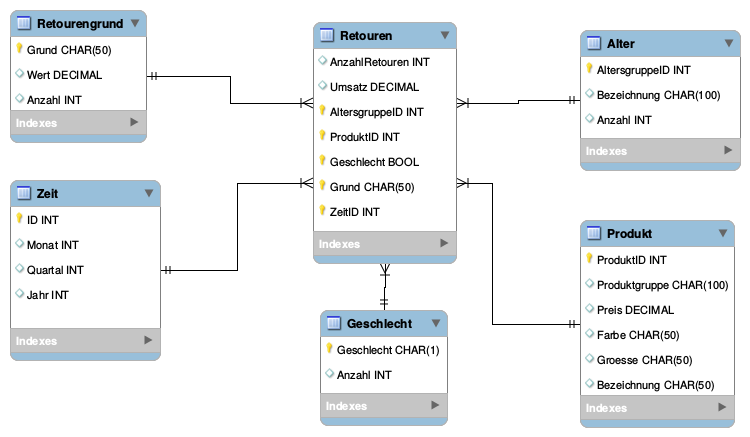 Retourengrund
Grund CHAR(50)
Wert DECIMAL
Anzahl INT
Indexes
Retouren
AnzahlRetouren INT
Umsatz DECIMAL
AltersgruppeID INT
ProduktID INT
Geschlecht BOOL
Grund CHAR(50)
ZeitID INT
Indexes
Alter
AltersgruppeID INT
Bezeichnung CHAR(100)
Anzahl INT
Indexes
Zeit
ID INT
Monat INT
Quartal INT
Jahr INT
Indexes
Geschlecht
Geschlecht CHAR(1)
Anzahl INT
Indexes
Produkt
ProduktID INT
Produktgruppe CHAR(100)
Preis DECIMAL
Farbe CHAR(50)
Groesse CHAR(50)
Bezeichnung CHAR(50)
Indexes